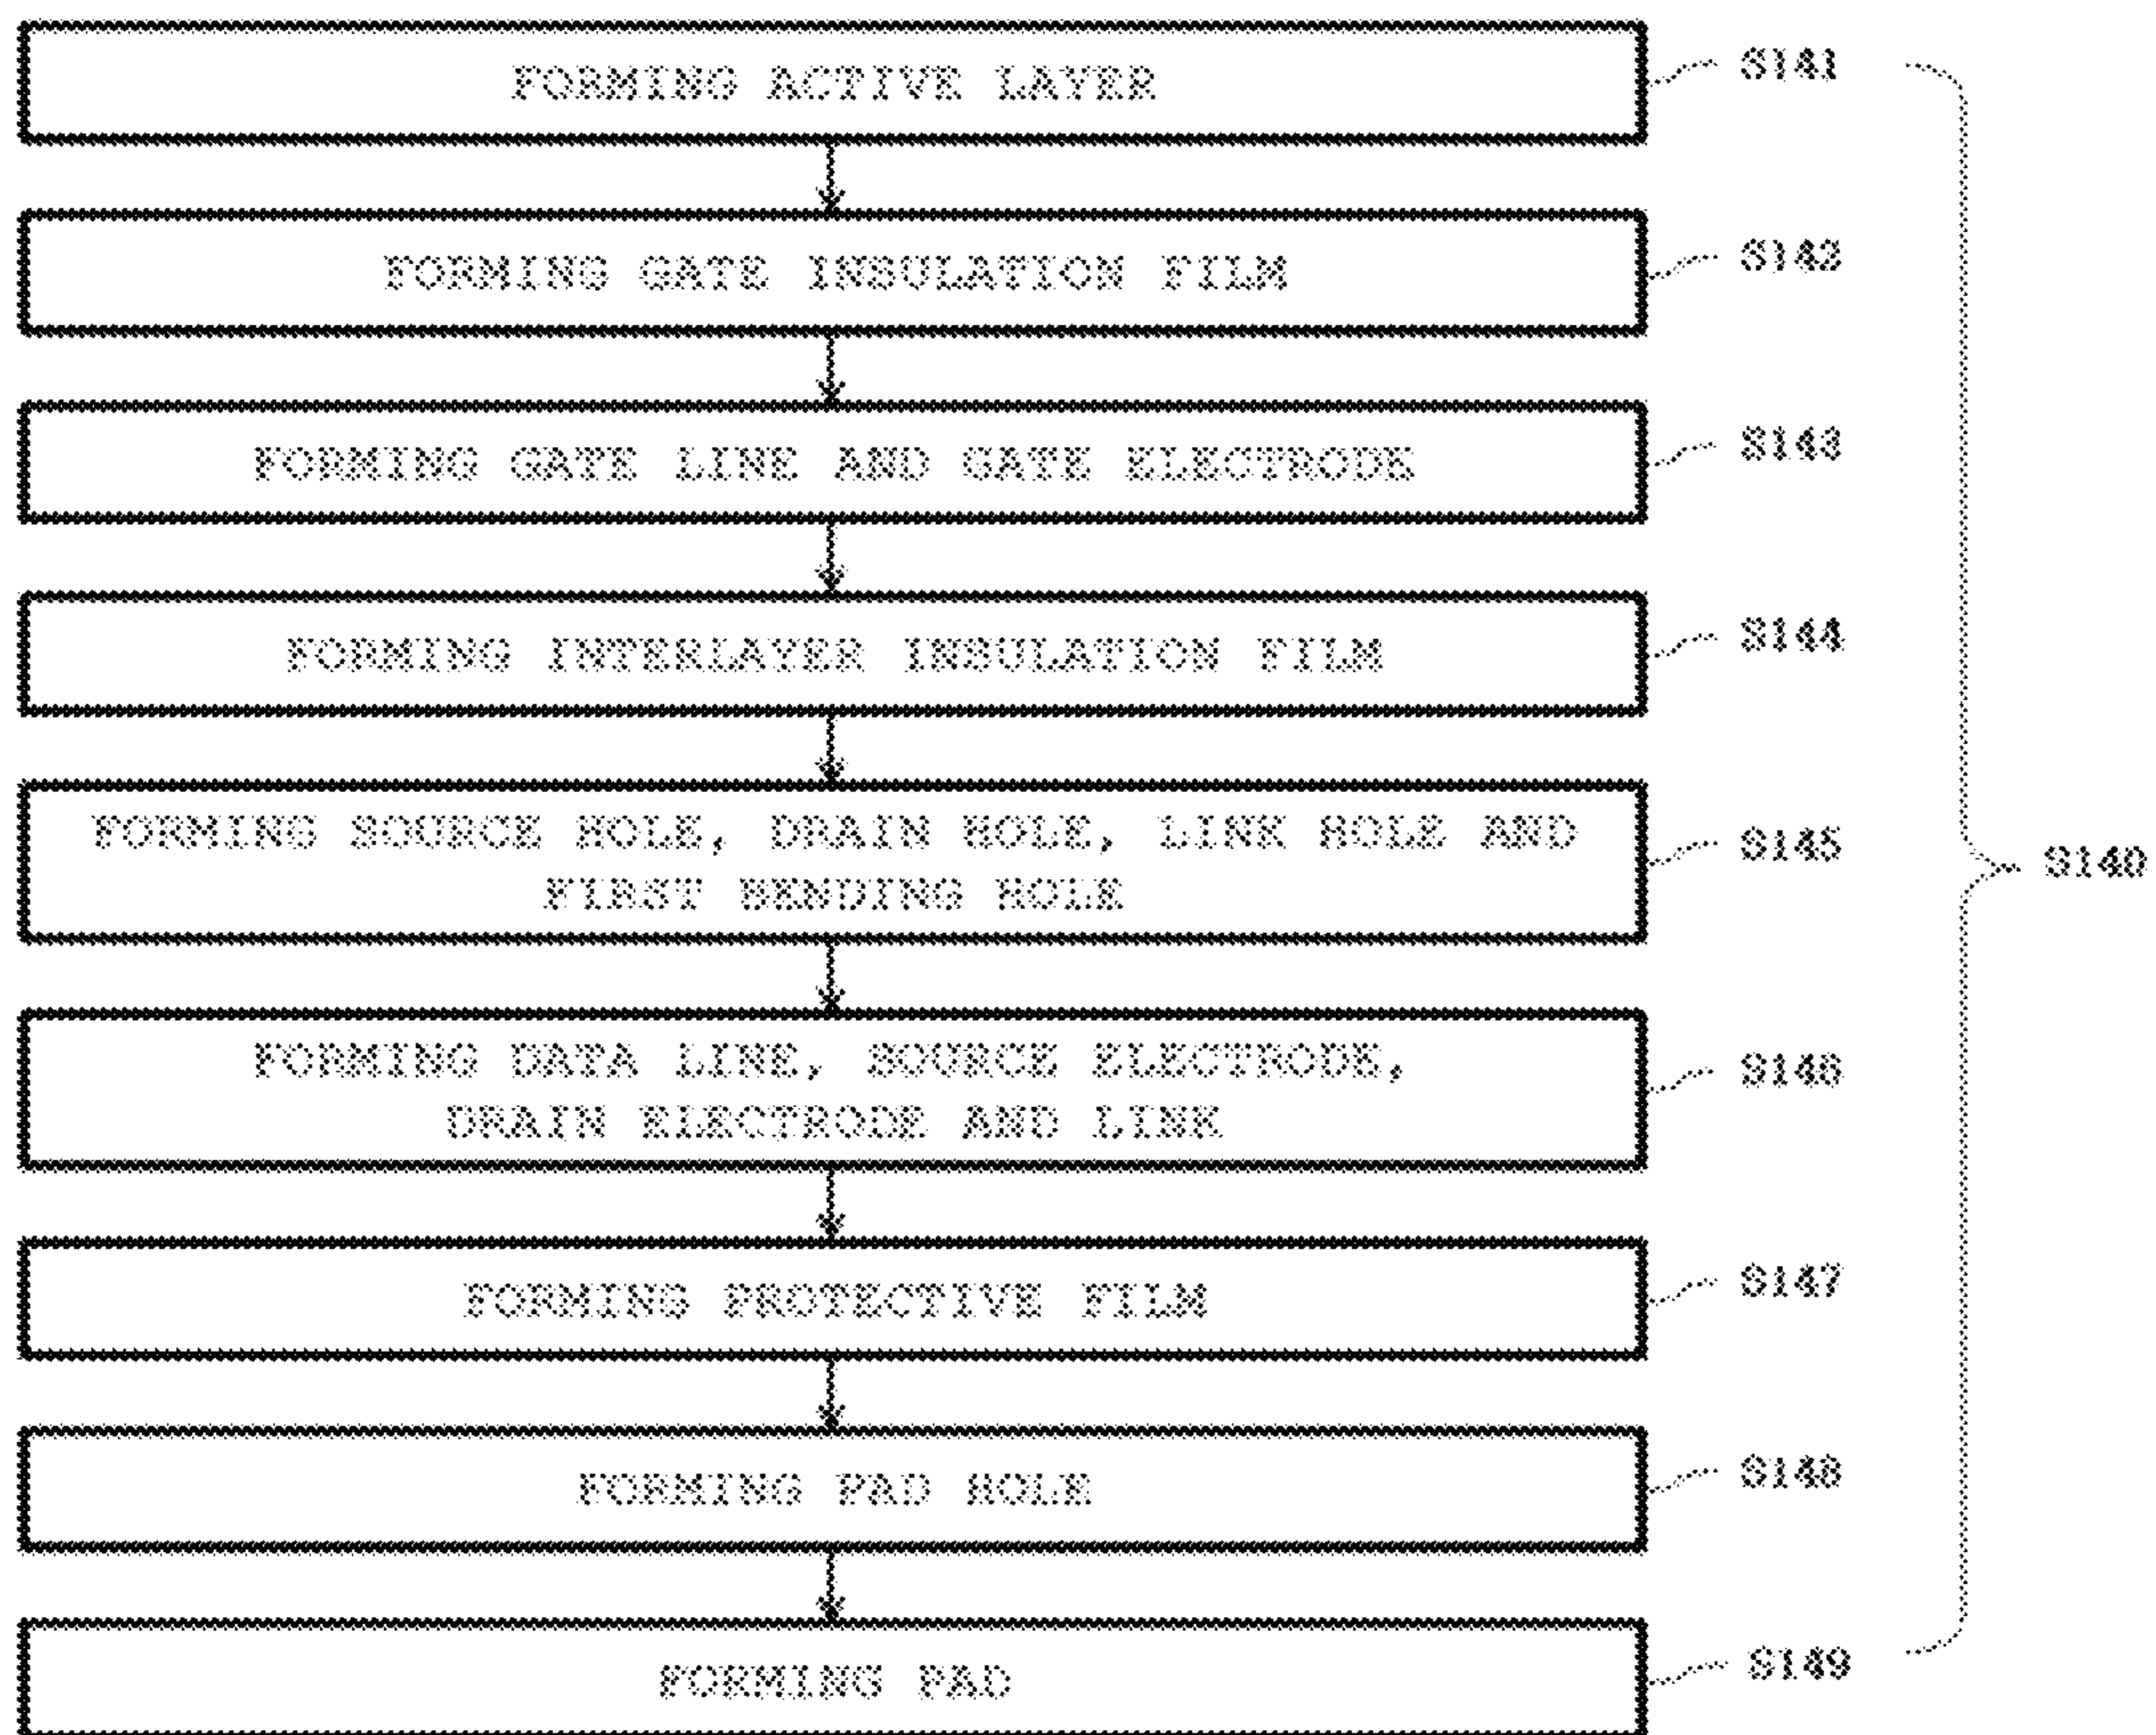 FORMING ACTIVE LAYER
S141
FORMING GATE INSULATION FILM
S142
FORMING GATE LINE AND GATE ELECTRODE
S143
FORMING INTERLAYER INSULATION FILM
S144
FORMING SOURCE HOLE, DRAIN HOLE, LINK HOLE AND
FIRST BENDING HOLE
S145
S140
FORMING DATA LINE, SOURCE ELECTRODE,
DRAIN ELECTRODE AND LINK
S146
FORMING PROTECTIVE FILM
S147
FORMING PAD HOLE
S148
FORMING PAD
S149